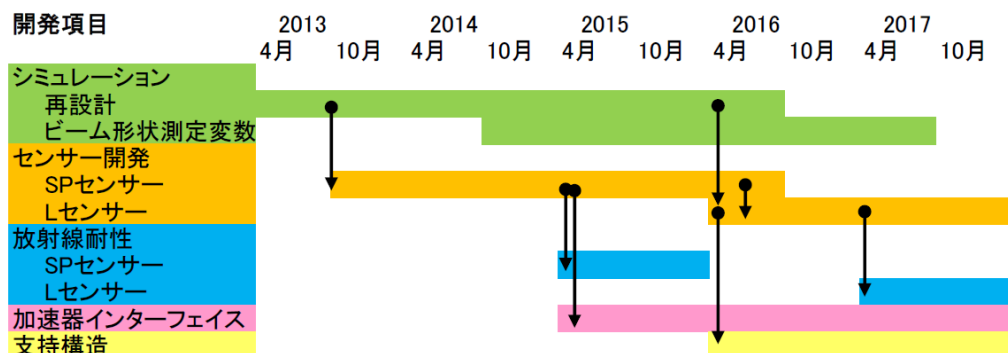 開発項目 2013 2014 2015 2016 2017
4月 10月 4月 10月 4月 10月 4月 10月 4月 10月
シミュレーション
再設計
ビーム形状測定変数
センサー開発
SPセンサー
Lセンサー
放射線耐性
SPセンサー
Lセンサー
加速器インターフェイス
支持構造